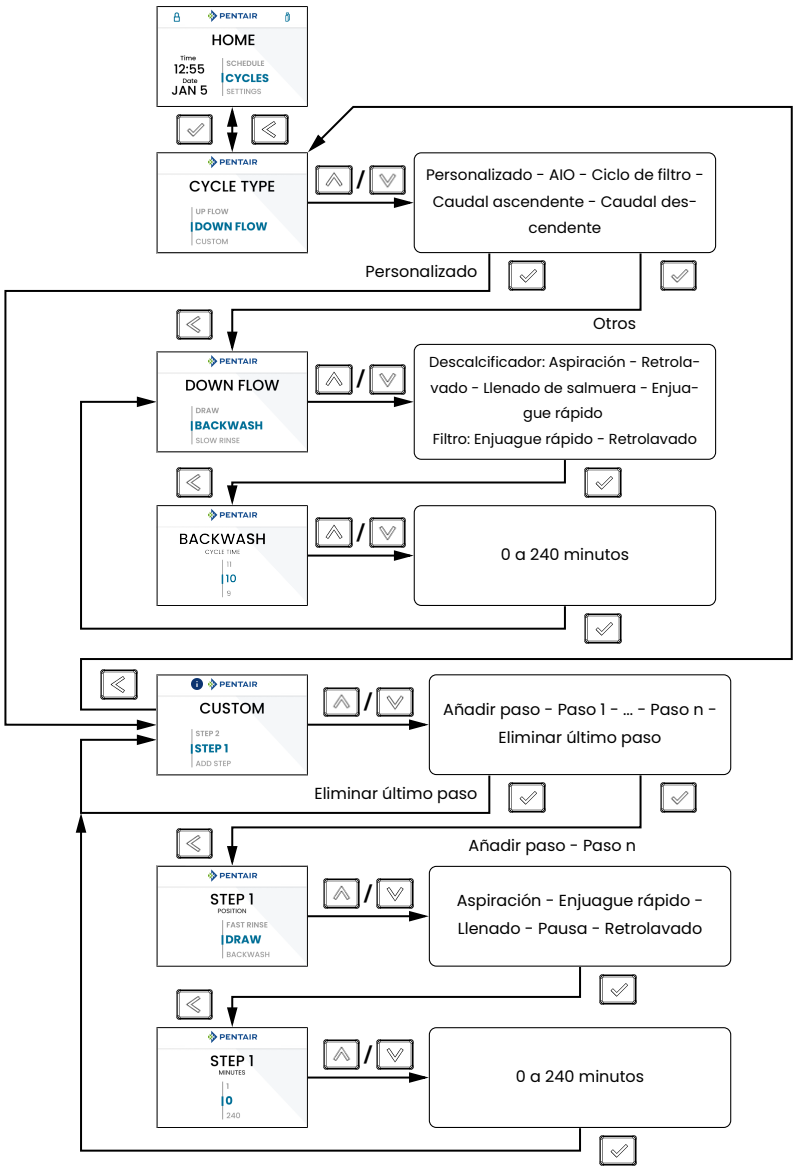 PENTAIR
HOME
Time
12:55
Date
JAN 5
SCHEDULE
CYCLES
SETTINGS
PENTAIR
CYCLE TYPE
UP FLOW
DOWN FLOW
CUSTOM
/
Personalizado - AIO - Ciclo de filtro -
Caudal ascendente - Caudal des-
cendente
Personalizado
Otros
PENTAIR
DOWN FLOW
DRAW
BACKWASH
SLOW RINSE
/
Descalcificador: Aspiración - Retrola-
vado - Llenado de salmuera - Enjua-
gue rápido
Filtro: Enjuague rápido - Retrolavado
PENTAIR
BACKWASH
CYCLE TIME
11
10
9
/
0 a 240 minutos
i PENTAIR
CUSTOM
STEP 2
STEP 1
ADD STEP
/
Añadir paso - Paso 1 - ... - Paso n -
Eliminar último paso
Eliminar último paso
Añadir paso - Paso n
PENTAIR
STEP 1
POSITION
FAST RINSE
DRAW
BACKWASH
/
Aspiración - Enjuague rápido -
Llenado - Pausa - Retrolavado
PENTAIR
STEP 1
MINUTES
1
0
240
/
0 a 240 minutos